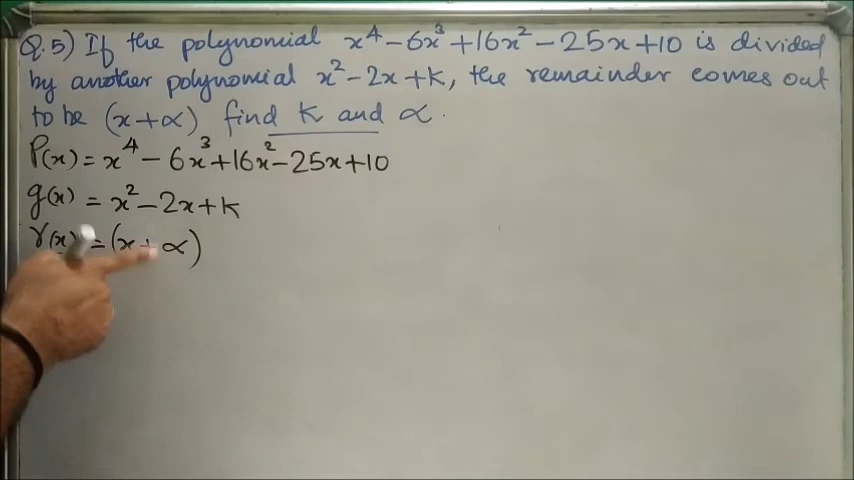 Q.5) If the polynomial x⁴ - 6x³ + 16x² - 25x + 10 is divided
by another polynomial x² - 2x + k, the remainder comes out
to be (x + α) find k and α.
P(x) = x⁴ - 6x³ + 16x² - 25x + 10
g(x) = x² - 2x + k
r(x) = (x + α)